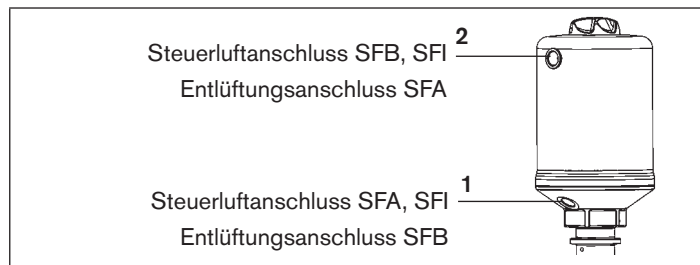 Steuerluftanschluss SFB, SFI 2
Entlüftungsanschluss SFA
Steuerluftanschluss SFA, SFI 1
Entlüftungsanschluss SFB